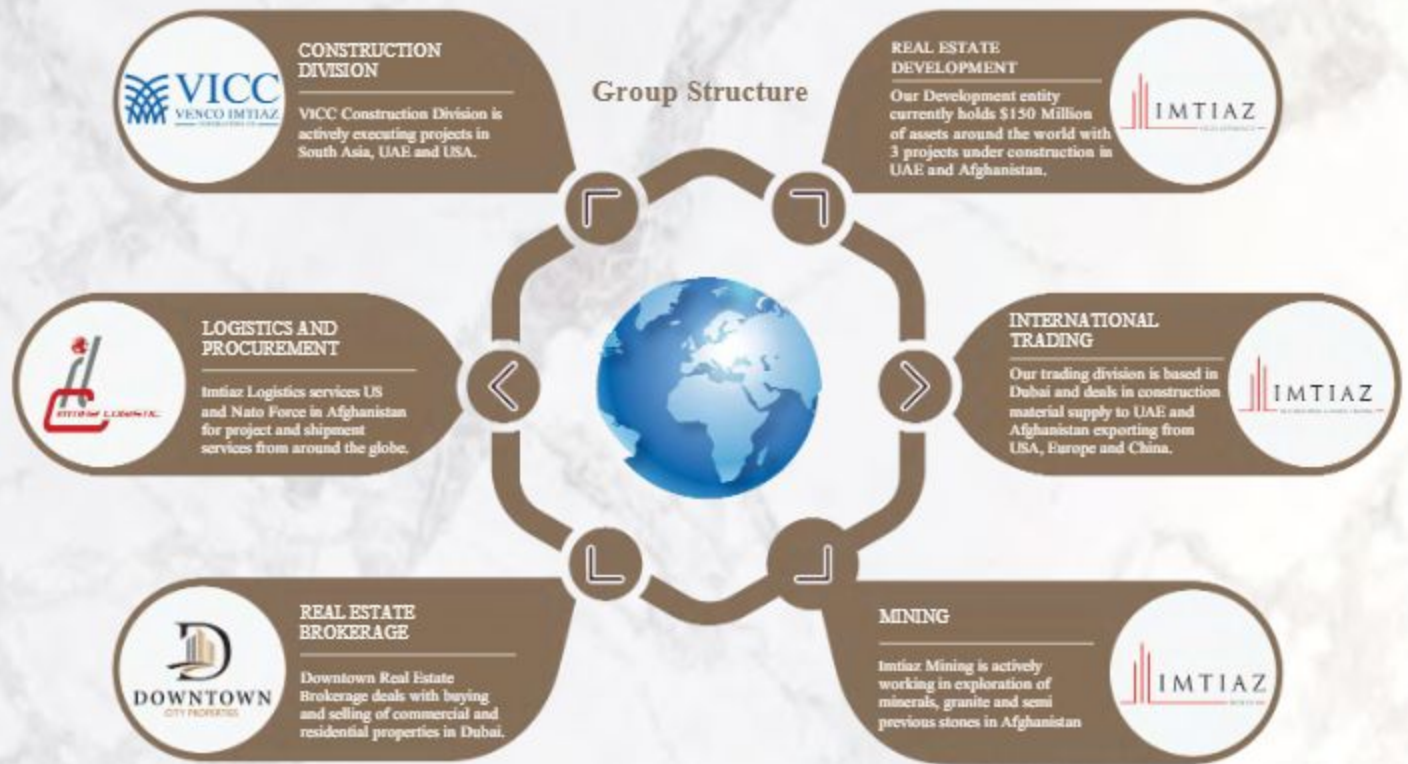 Group Structure
VICC
VENCO IMTIAZ
CONSTRUCTION
DIVISION
VICC Construction Division is
actively executing projects in
South Asia, UAE and USA.
REAL ESTATE
DEVELOPMENT
Our Development entity
currently holds $150 Million
of assets around the world with
3 projects under construction in
UAE and Afghanistan.
IMTIAZ
LOGISTICS AND
PROCUREMENT
Imtiaz Logistics services US
and Nato Force in Afghanistan
for project and shipment
services from around the globe.
IMTIAZ LOGISTIC
INTERNATIONAL
TRADING
Our trading division is based in
Dubai and deals in construction
material supply to UAE and
Afghanistan exporting from
USA, Europe and China.
IMTIAZ
DOWNTOWN
CITY PROPERTIES
REAL ESTATE
BROKERAGE
Downtown Real Estate
Brokerage deals with buying
and selling of commercial and
residential properties in Dubai.
MINING
Imtiaz Mining is actively
working in exploration of
minerals, granite and semi
previous stones in Afghanistan
IMTIAZ